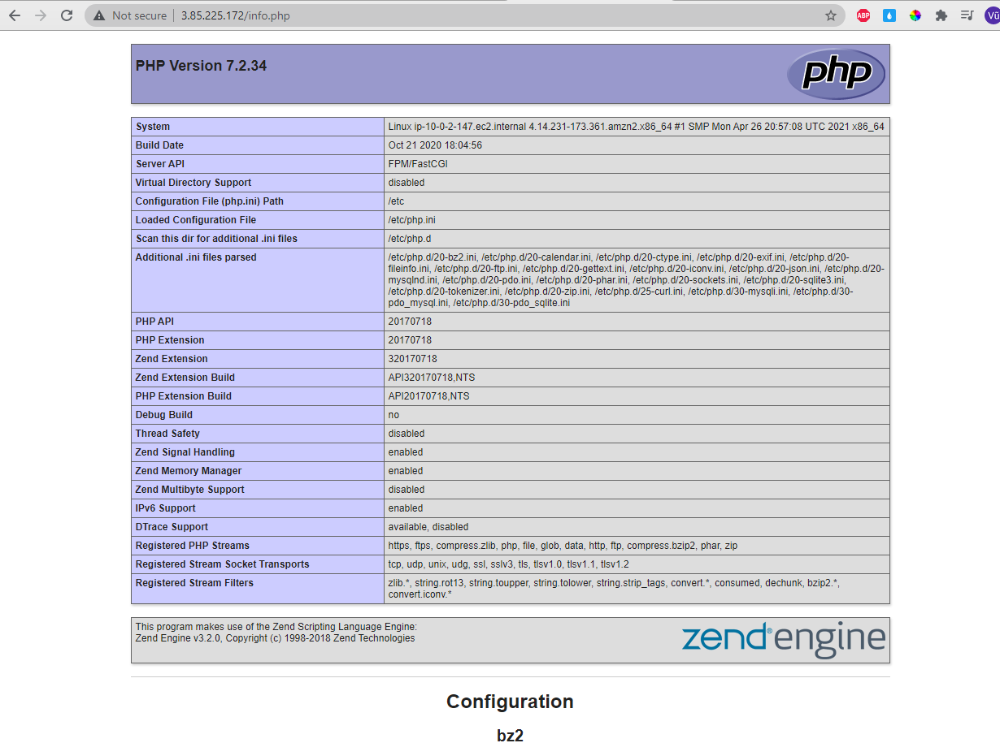 Not secure | 3.85.225.172/info.php
ABP
Vü
PHP Version 7.2.34
php
System Linux ip-10-0-2-147.ec2.internal 4.14.231-173.361.amzn2.x86_64 #1 SMP Mon Apr 26 20:57:08 UTC 2021 x86_64
Build Date Oct 21 2020 18:04:56
Server API FPM/FastCGI
Virtual Directory Support disabled
Configuration File (php.ini) Path /etc
Loaded Configuration File /etc/php.ini
Scan this dir for additional .ini files /etc/php.d
Additional .ini files parsed /etc/php.d/20-bz2.ini, /etc/php.d/20-calendar.ini, /etc/php.d/20-ctype.ini, /etc/php.d/20-exif.ini, /etc/php.d/20-
fileinfo.ini, /etc/php.d/20-ftp.ini, /etc/php.d/20-gettext.ini, /etc/php.d/20-iconv.ini, /etc/php.d/20-json.ini, /etc/php.d/20-
mysqlnd.ini, /etc/php.d/20-pdo.ini, /etc/php.d/20-phar.ini, /etc/php.d/20-sockets.ini, /etc/php.d/20-sqlite3.ini,
/etc/php.d/20-tokenizer.ini, /etc/php.d/20-zip.ini, /etc/php.d/25-curl.ini, /etc/php.d/30-mysqli.ini, /etc/php.d/30-
pdo_mysql.ini, /etc/php.d/30-pdo_sqlite.ini
PHP API 20170718
PHP Extension 20170718
Zend Extension 320170718
Zend Extension Build API320170718,NTS
PHP Extension Build API20170718,NTS
Debug Build no
Thread Safety disabled
Zend Signal Handling enabled
Zend Memory Manager enabled
Zend Multibyte Support disabled
IPv6 Support enabled
DTrace Support available, disabled
Registered PHP Streams https, ftps, compress.zlib, php, file, glob, data, http, ftp, compress.bzip2, phar, zip
Registered Stream Socket Transports tcp, udp, unix, udg, ssl, sslv3, tls, tlsv1.0, tlsv1.1, tlsv1.2
Registered Stream Filters zlib.*, string.rot13, string.toupper, string.tolower, string.strip_tags, convert.*, consumed, dechunk, bzip2.*,
convert.iconv.*
This program makes use of the Zend Scripting Language Engine:
Zend Engine v3.2.0, Copyright (c) 1998-2018 Zend Technologies
zend® engine
Configuration
bz2